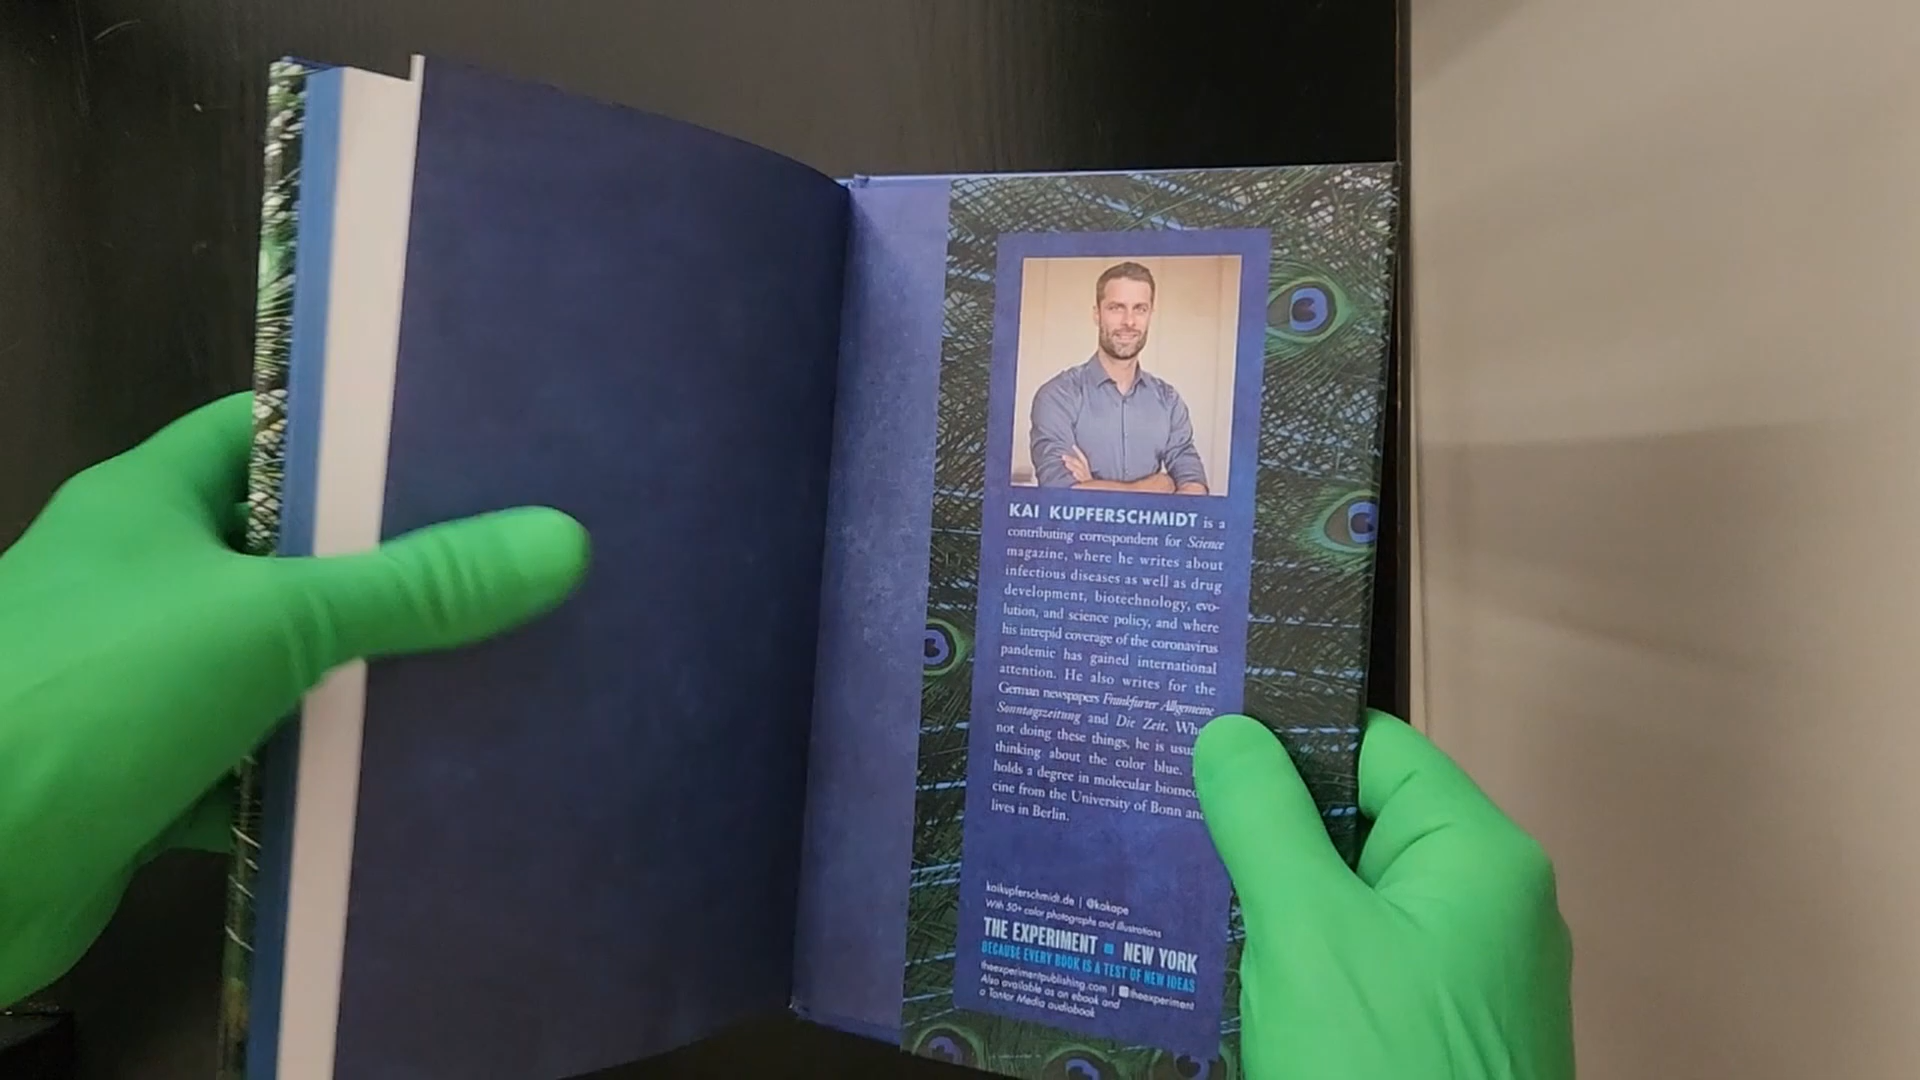 KAI KUPFERSCHMIDT is a
contributing correspondent for Science
magazine, where he writes about
infectious diseases as well as drug
development, biotechnology, evo-
lution, and science policy, and where
his intrepid coverage of the coronavirus
pandemic has gained international
attention. He also writes for the
German newspapers Frankfurter Allgemeine
Sonntagszeitung and Die Zeit.
not doing these things, he is
thinking about the color blue.
holds a degree in molecular
cine from the University of Bonn and
lives in Berlin.
kaikupferschmidt.de | @kakape
With 50+ color photographs and illustrations
THE EXPERIMENT NEW YORK
BECAUSE EVERY BOOK IS A TEST OF NEW IDEAS
theexperimentpublishing.com | theexperiment
Also available as an ebook and
a Tantor Media audiobook